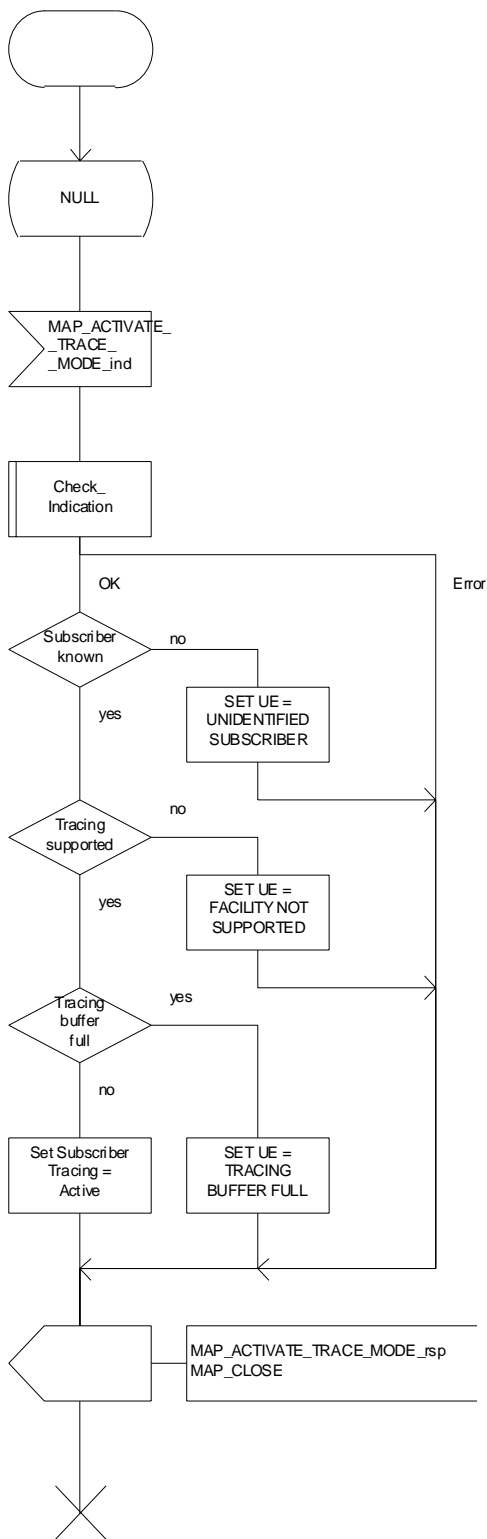 NULL
MAP_ACTIVATE_
_TRACE_
_MODE_ind
Check_
Indication
OK
Error
Subscriber
known
no
yes
SET UE =
UNIDENTIFIED
SUBSCRIBER
Tracing
supported
no
yes
SET UE =
FACILITY NOT
SUPPORTED
Tracing
buffer
full
yes
no
Set Subscriber
Tracing =
Active
SET UE =
TRACING
BUFFER FULL
MAP_ACTIVATE_TRACE_MODE_rsp
MAP_CLOSE